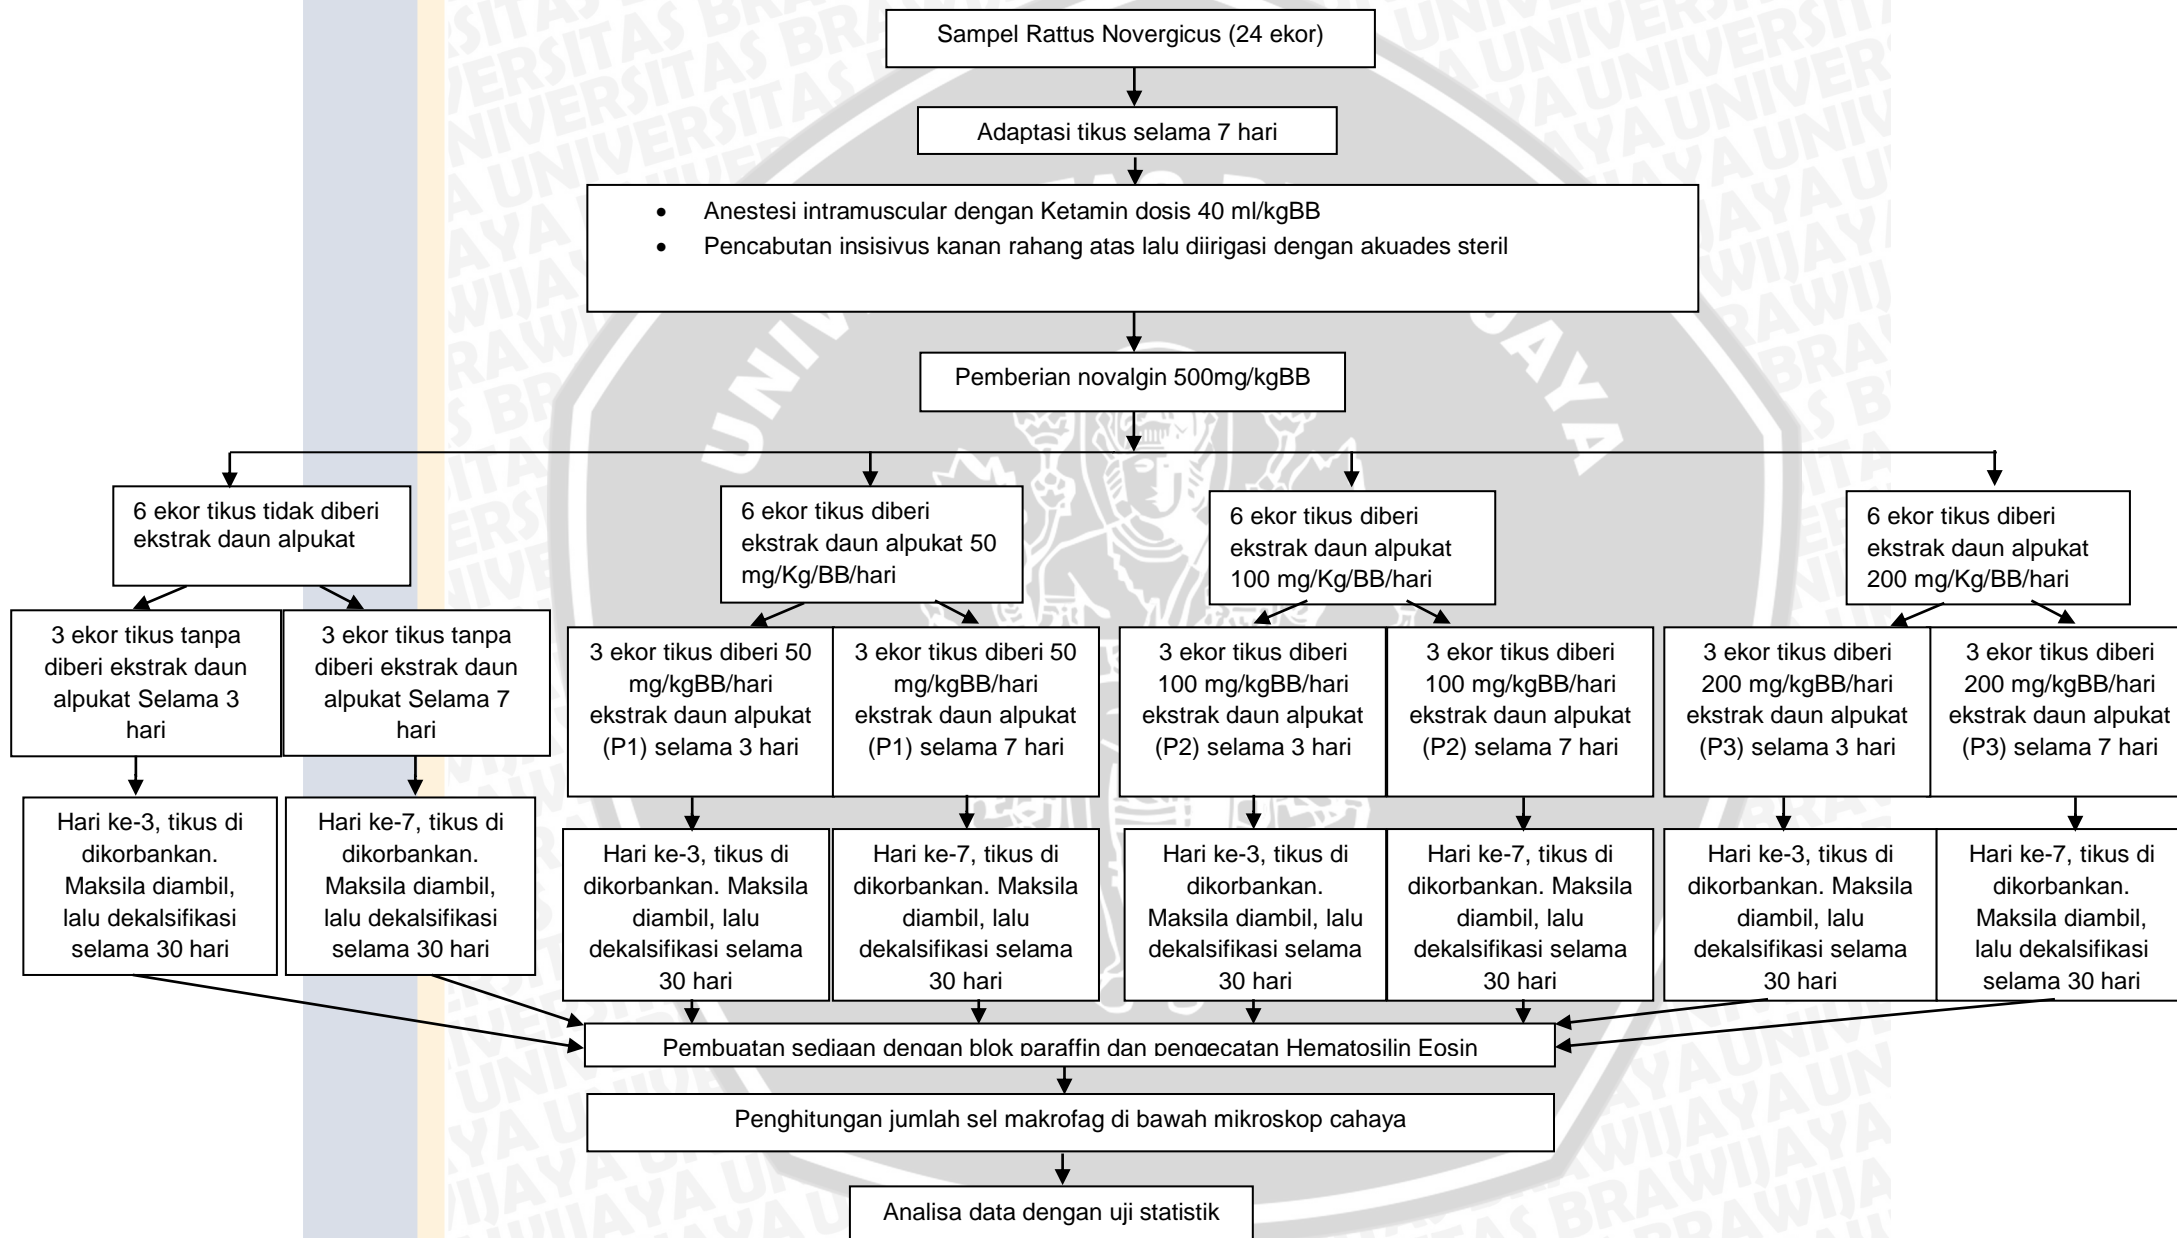 Sampel Rattus Novergicus (24 ekor)
Adaptasi tikus selama 7 hari
• Anestesi intramuscular dengan Ketamin dosis 40 ml/kgBB
• Pencabutan insisivus kanan rahang atas lalu diirigasi dengan akuades steril
Pemberian novalgin 500mg/kgBB
6 ekor tikus tidak diberi
ekstrak daun alpukat
6 ekor tikus diberi
ekstrak daun alpukat 50
mg/Kg/BB/hari
6 ekor tikus diberi
ekstrak daun alpukat
100 mg/Kg/BB/hari
6 ekor tikus diberi
ekstrak daun alpukat
200 mg/Kg/BB/hari
3 ekor tikus tanpa
diberi ekstrak daun
alpukat Selama 3
hari
3 ekor tikus tanpa
diberi ekstrak daun
alpukat Selama 7
hari
3 ekor tikus diberi 50
mg/kgBB/hari
ekstrak daun alpukat
(P1) selama 3 hari
3 ekor tikus diberi 50
mg/kgBB/hari
ekstrak daun alpukat
(P1) selama 7 hari
3 ekor tikus diberi
100 mg/kgBB/hari
ekstrak daun alpukat
(P2) selama 3 hari
3 ekor tikus diberi
100 mg/kgBB/hari
ekstrak daun alpukat
(P2) selama 7 hari
3 ekor tikus diberi
200 mg/kgBB/hari
ekstrak daun alpukat
(P3) selama 3 hari
3 ekor tikus diberi
200 mg/kgBB/hari
ekstrak daun alpukat
(P3) selama 7 hari
Hari ke-3, tikus di
dikorbankan.
Maksila diambil,
lalu dekalsifikasi
selama 30 hari
Hari ke-7, tikus di
dikorbankan.
Maksila diambil,
lalu dekalsifikasi
selama 30 hari
Hari ke-3, tikus di
dikorbankan. Maksila
diambil, lalu
dekalsifikasi selama
30 hari
Hari ke-7, tikus di
dikorbankan. Maksila
diambil, lalu
dekalsifikasi selama
30 hari
Hari ke-3, tikus di
dikorbankan.
Maksila diambil, lalu
dekalsifikasi selama
30 hari
Hari ke-7, tikus di
dikorbankan. Maksila
diambil, lalu
dekalsifikasi selama
30 hari
Hari ke-3, tikus di
dikorbankan. Maksila
diambil, lalu
dekalsifikasi selama
30 hari
Hari ke-7, tikus di
dikorbankan.
Maksila diambil,
lalu dekalsifikasi
selama 30 hari
Pembuatan sediaan dengan blok paraffin dan pengecatan Hematosilin Eosin
Penghitungan jumlah sel makrofag di bawah mikroskop cahaya
Analisa data dengan uji statistik